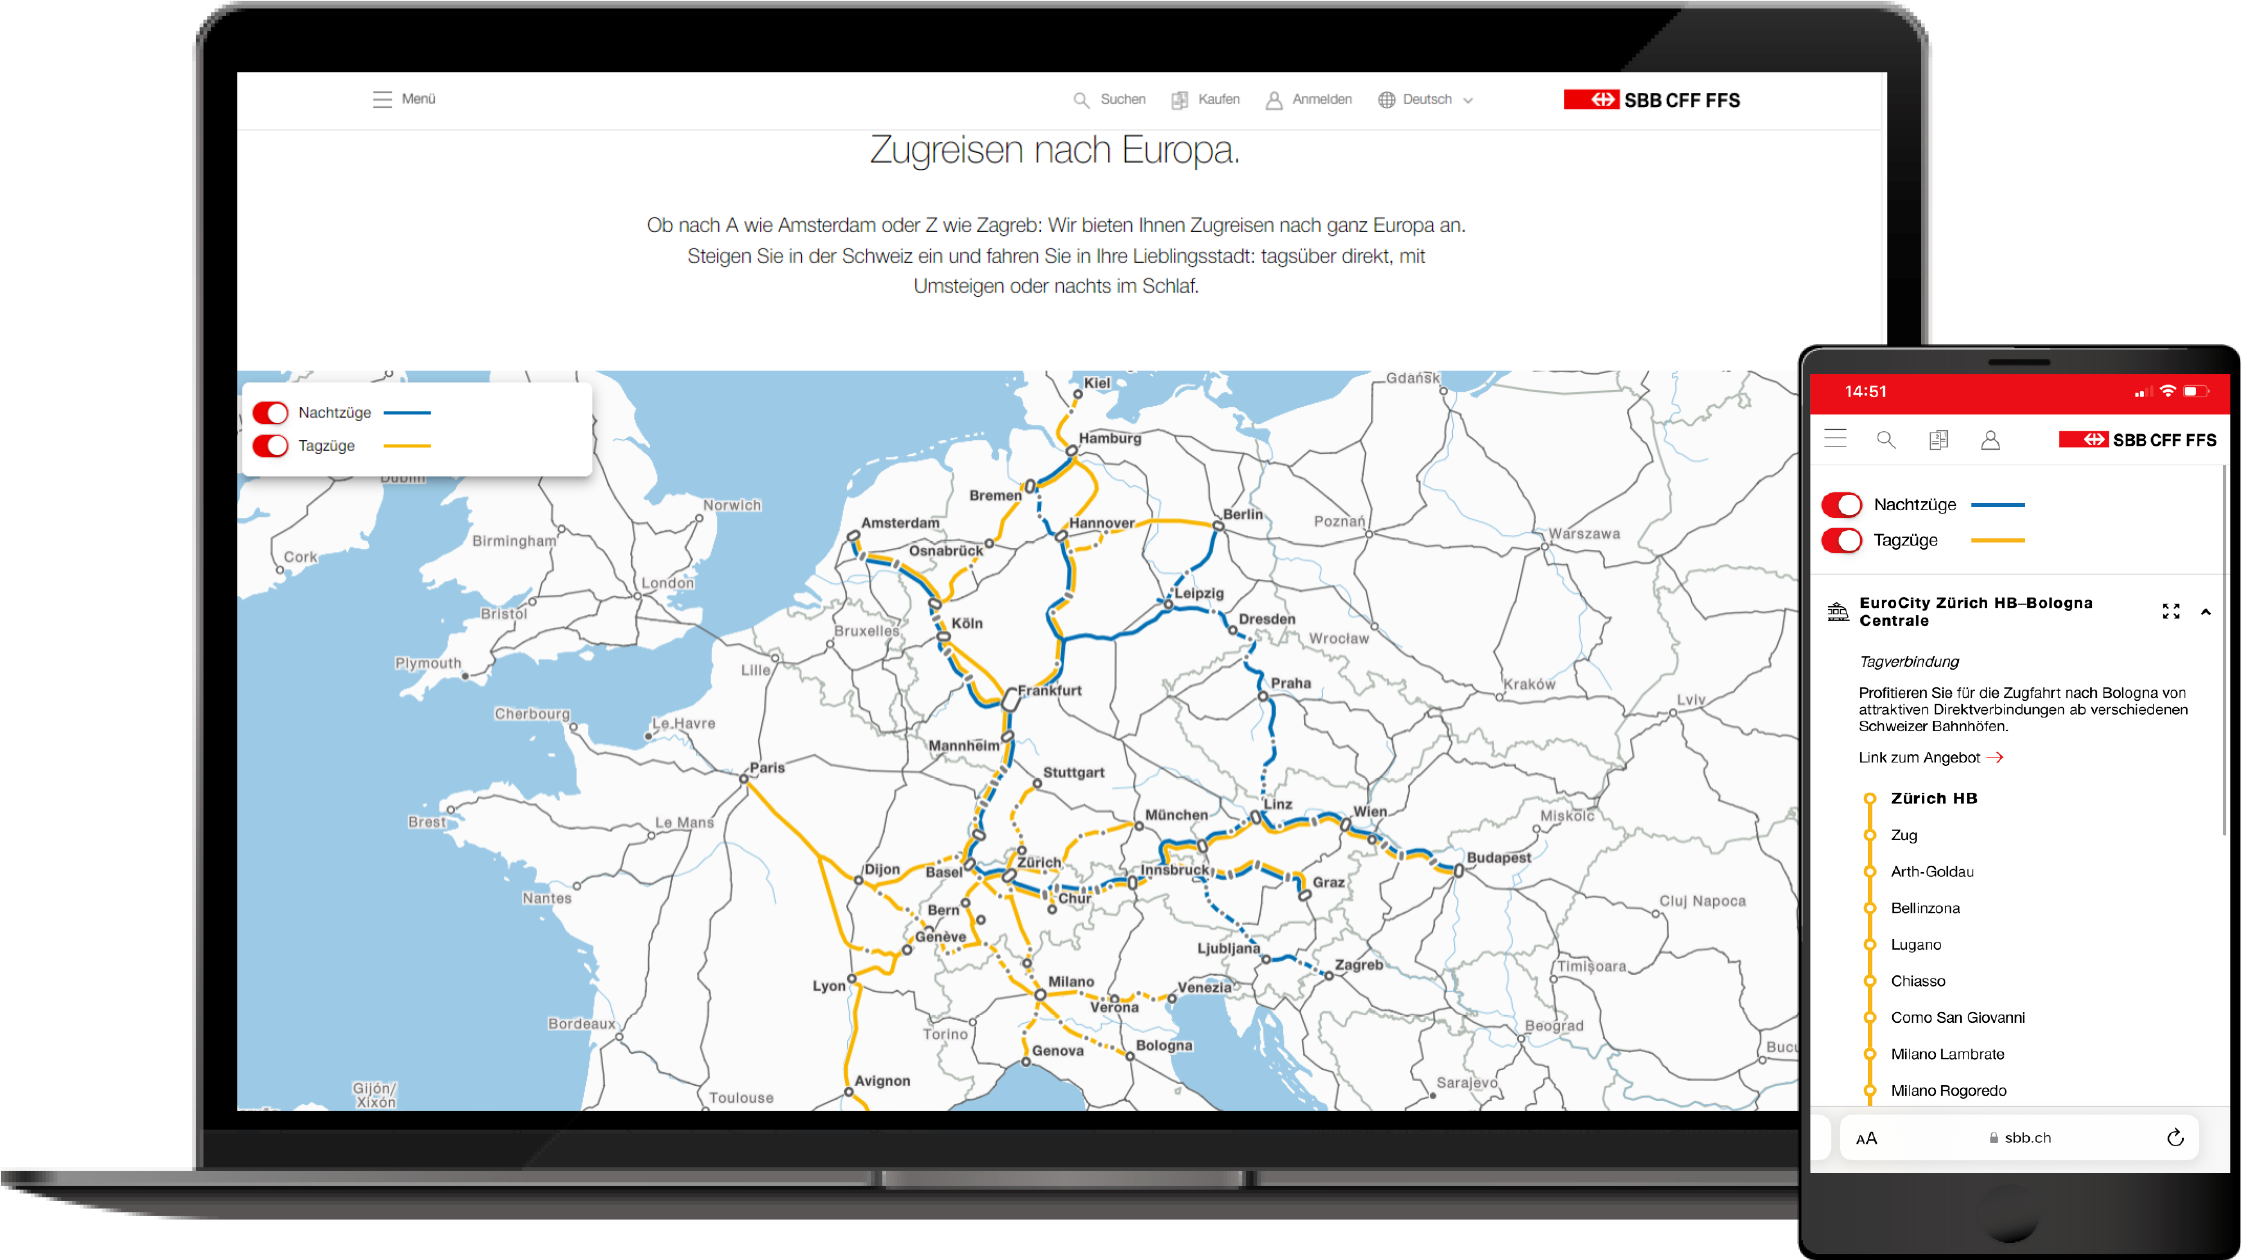 Menü
Suchen
Kaufen
Anmelden
Deutsch
SBB CFF FFS
Zugreisen nach Europa.
Ob nach A wie Amsterdam oder Z wie Zagreb: Wir bieten Ihnen Zugreisen nach ganz Europa an.
Steigen Sie in der Schweiz ein und fahren Sie in Ihre Lieblingsstadt: tagsüber direkt, mit
Umsteigen oder nachts im Schlaf.
Nachtzüge
Tagzüge
Dublin
Kiel
Gdańsk
Hamburg
Bremen
Norwich
Amsterdam
Hannover
Berlin
Poznań
Warszawa
Birmingham
Osnabrück
Cork
London
Leipzig
Bristol
Köln
Dresden
Bruxelles
Wrocław
Plymouth
Lille
Praha
Kraków
Frankfurt
Lviv
Cherbourg
Le Havre
Mannheim
Paris
Stuttgart
Linz
Wien
München
Miskolc
Brest
Le Mans
Budapest
Zürich
Dijon
Basel
Innsbruck
Graz
Nantes
Chur
Bern
Cluj Napoca
Genève
Ljubljana
Zagreb
Timişoara
Lyon
Milano
Venezia
Verona
Bordeaux
Torino
Beograd
Genova
Bologna
Bucu
Avignon
Sarajevo
Gijón/
Xixón
Toulouse
14:51
SBB CFF FFS
Nachtzüge
Tagzüge
EuroCity Zürich HB–Bologna
Centrale
Tagverbindung
Profitieren Sie für die Zugfahrt nach Bologna von
attraktiven Direktverbindungen ab verschiedenen
Schweizer Bahnhöfen.
Link zum Angebot →
Zürich HB
Zug
Arth-Goldau
Bellinzona
Lugano
Chiasso
Como San Giovanni
Milano Lambrate
Milano Rogoredo
AA
sbb.ch